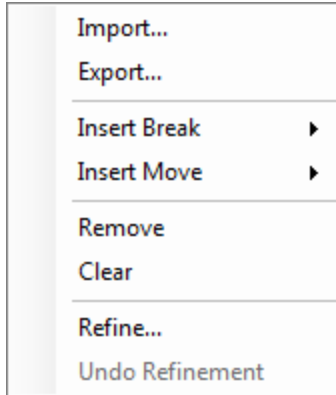 Import...
Export...
Insert Break
Insert Move
Remove
Clear
Refine...
Undo Refinement